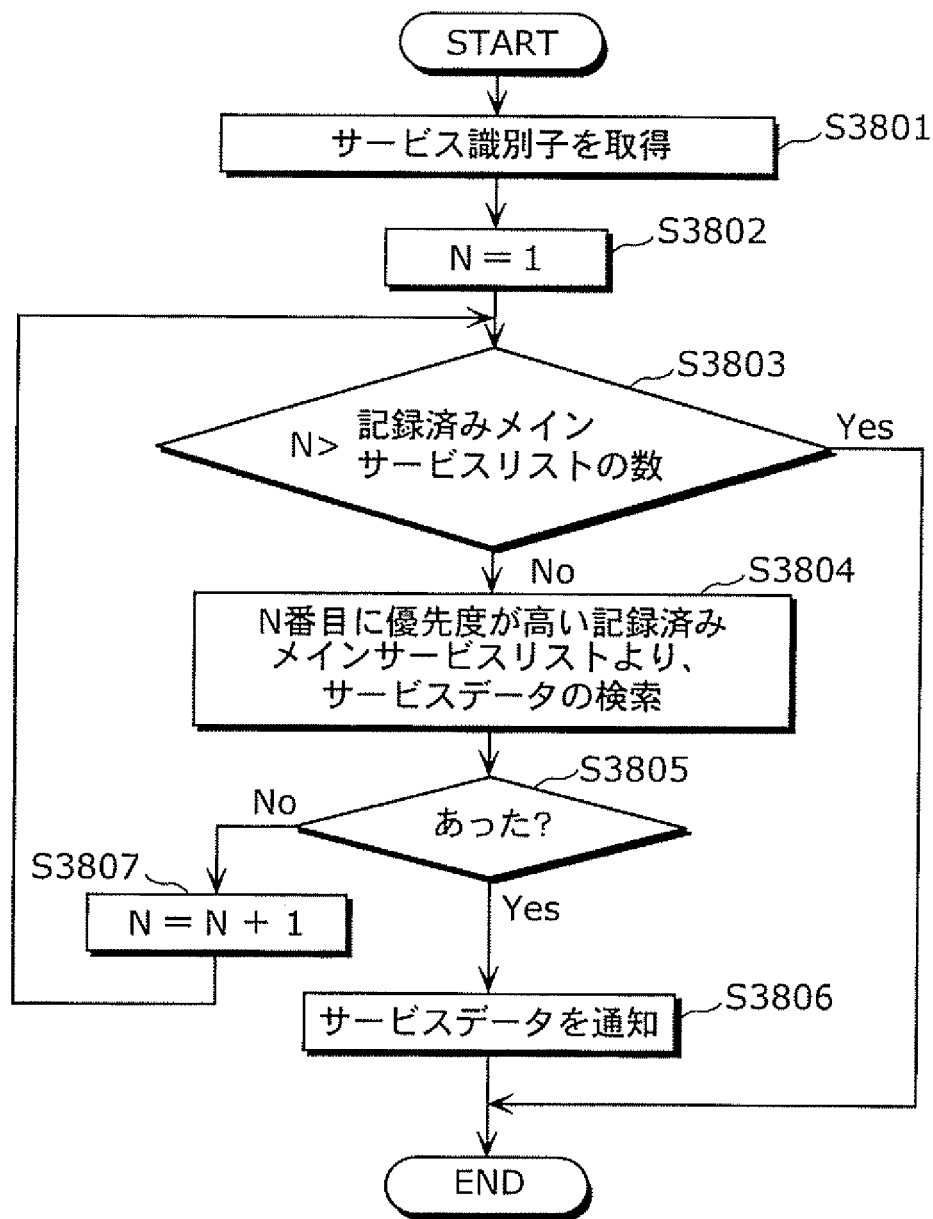 START
サービス識別子を取得
S3801
S3802
N = 1
S3803
N> 記録済みメイン
サービスリストの数
Yes
No
S3804
N番目に優先度が高い記録済み
メインサービスリストより、
サービスデータの検索
S3805
あった?
No
S3807
N = N + 1
Yes
S3806
サービスデータを通知
END